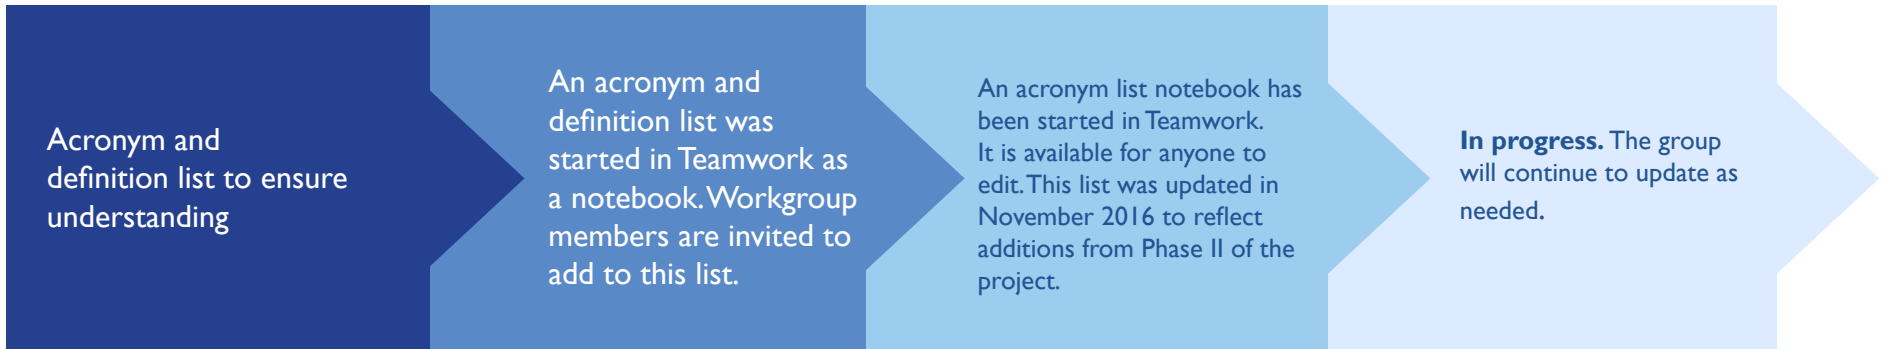 Acronym and
definition list to ensure
understanding
An acronym and
definition list was
started in Teamwork as
a notebook. Workgroup
members are invited to
add to this list.
An acronym list notebook has
been started in Teamwork.
It is available for anyone to
edit. This list was updated in
November 2016 to reflect
additions from Phase II of the
project.
In progress. The group
will continue to update as
needed.